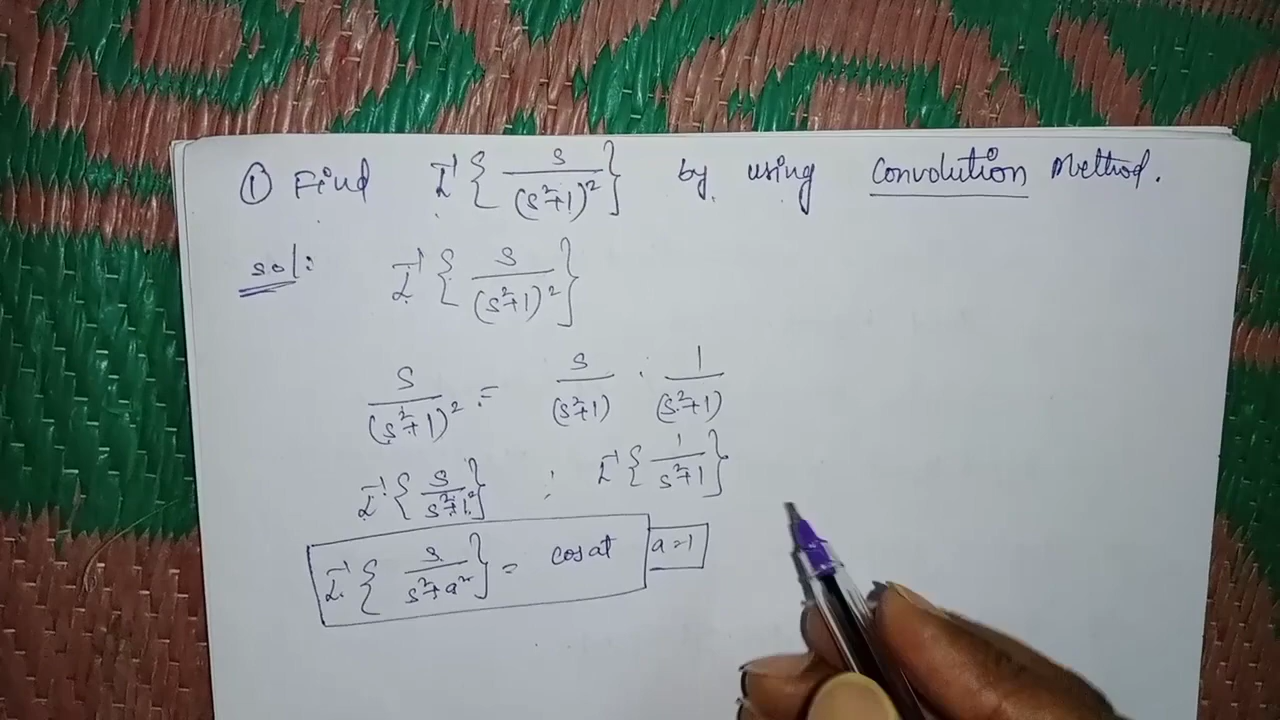 ① Find L⁻¹ { s / (s²+1)² } by using Convolution Method.
Sol: L⁻¹ { s / (s²+1)² }
s / (s²+1)² = s / (s²+1) · 1 / (s²+1)
L⁻¹ { s / s²+1² } ; L⁻¹ { 1 / s²+1 }
L⁻¹ { s / s²+a² } = cos at a=1